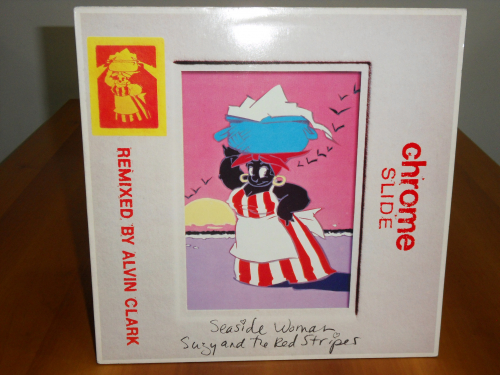 REMIXED BY ALVIN CLARK
chrome
SLIDE
Seaside Woman
Suzy and the Red Stripes